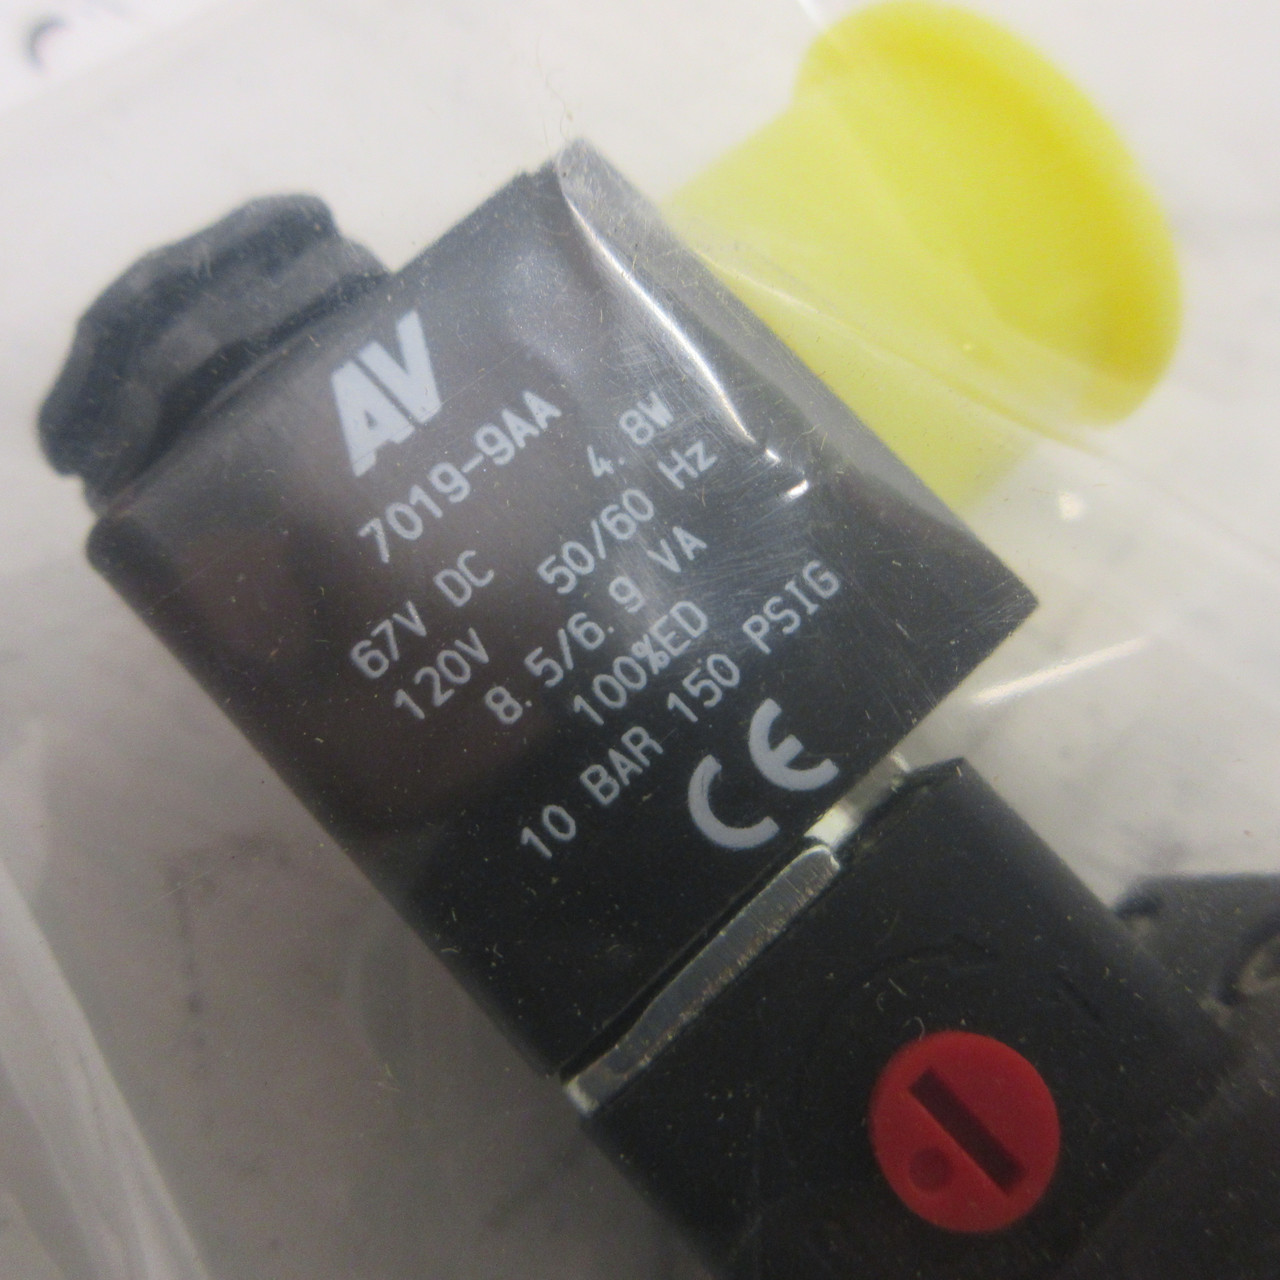 AV
7019-9AA
67V DC 4.8W
120V 50/60 Hz
8.5/6.9 VA
100%ED
10 BAR 150 PSIG
CE